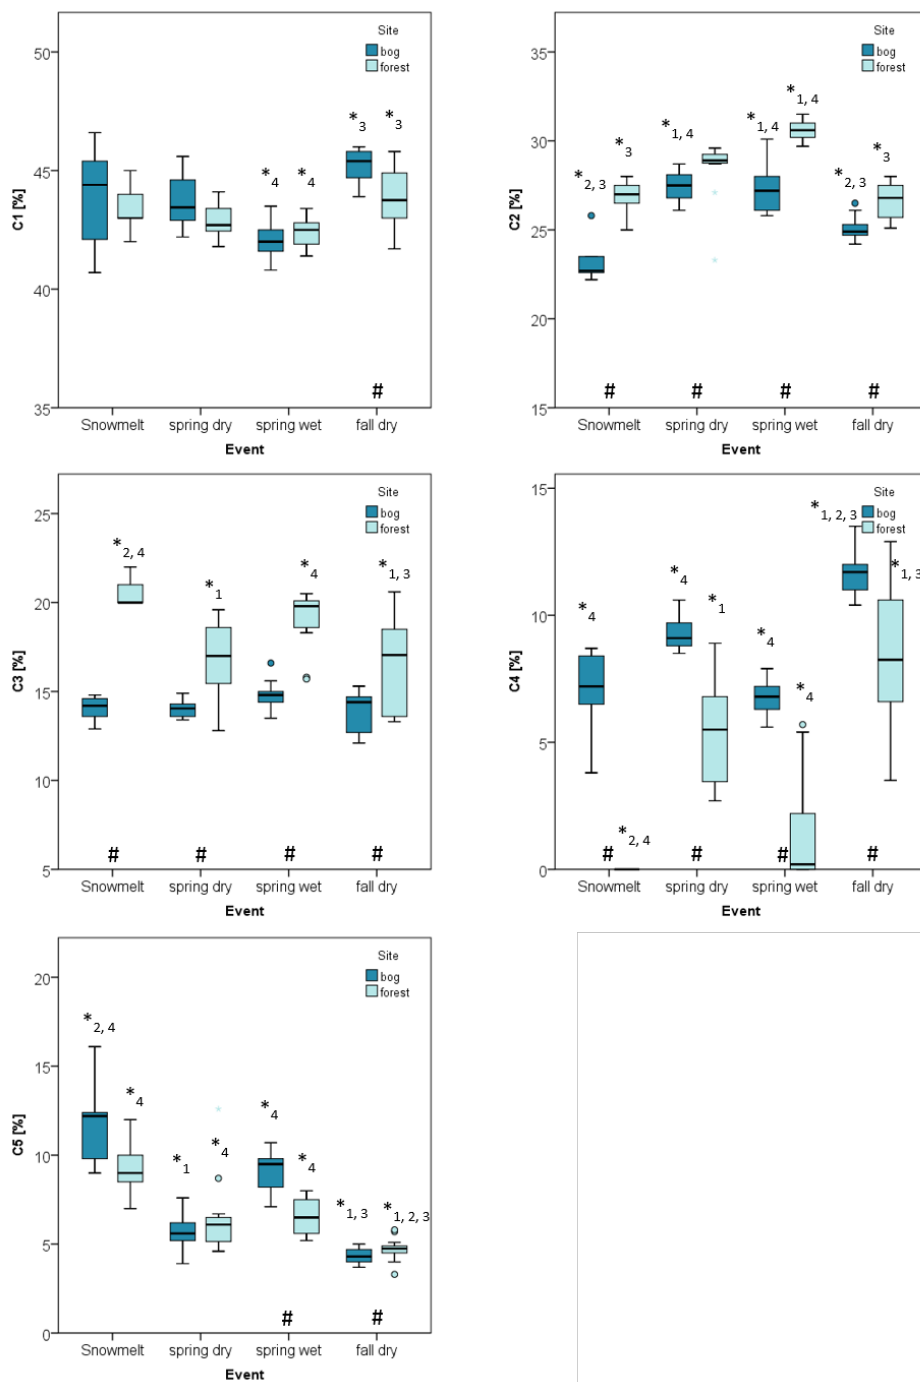 Site
bog
forest
50
45
40
35
C1 [%]
*4
*4
*3
*3
#
Snowmelt
spring dry
spring wet
fall dry
Event
Site
bog
forest
35
30
25
20
15
C2 [%]
*2, 3
*3
*1, 4
*1, 4
*1, 4
*2, 3
*3
#
#
#
#
Snowmelt
spring dry
spring wet
fall dry
Event
Site
bog
forest
25
20
15
10
5
C3 [%]
*2, 4
*1
*4
*1, 3
#
#
#
#
Snowmelt
spring dry
spring wet
fall dry
Event
Site
bog
forest
15
10
5
0
C4 [%]
*4
*2, 4
*4
*1
*4
*4
*1, 2, 3
*1, 3
#
#
#
#
Snowmelt
spring dry
spring wet
fall dry
Event
Site
bog
forest
20
15
10
5
0
C5 [%]
*2, 4
*4
*1
*4
*4
*4
*1, 3
*1, 2, 3
#
#
Snowmelt
spring dry
spring wet
fall dry
Event